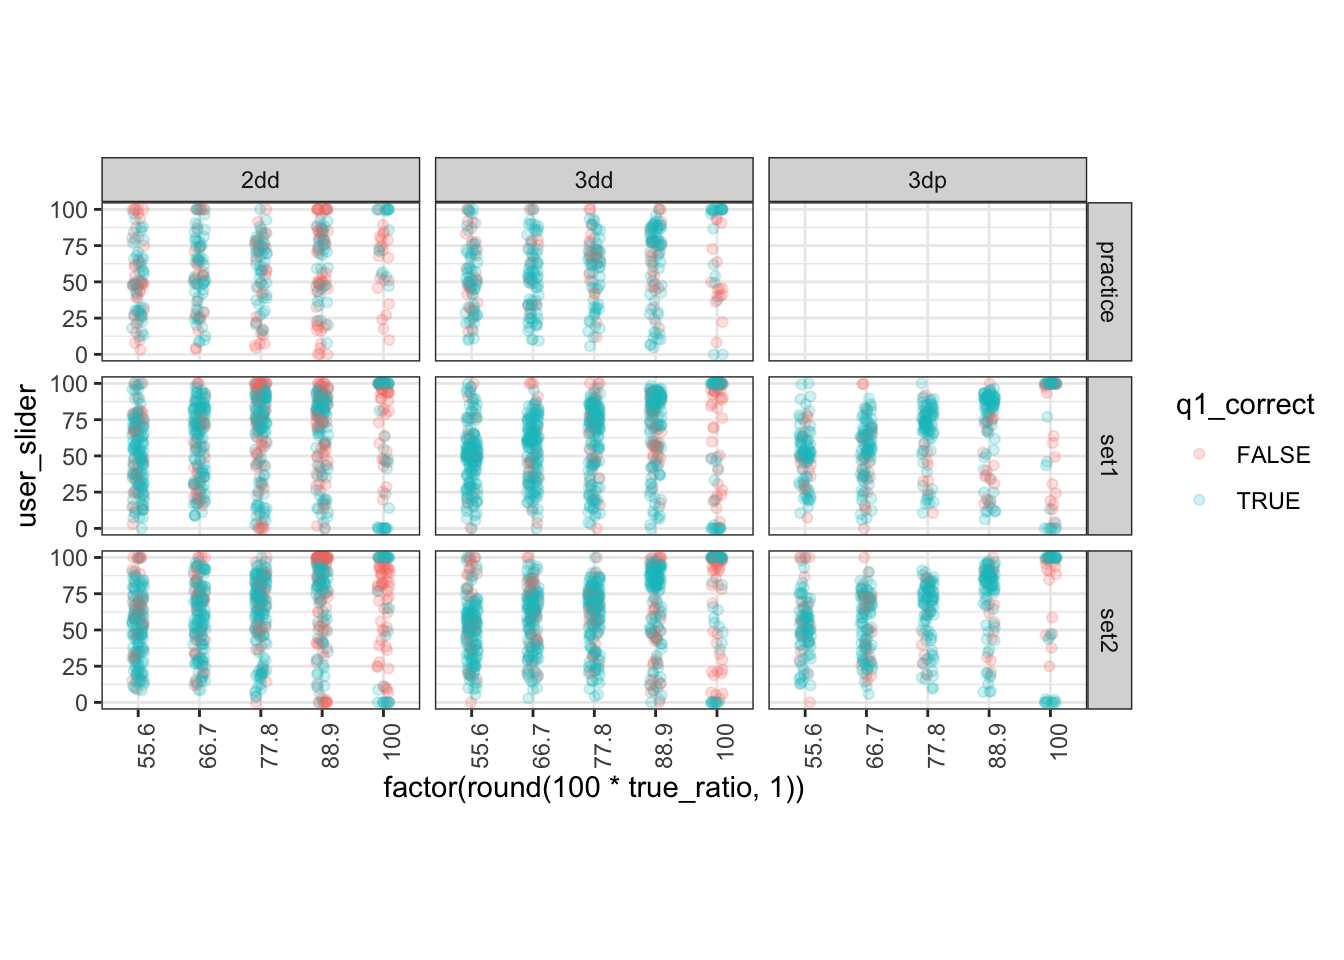 2dd 3dd 3dp
100
75
50
25
0
practice
100
75
50
25
0
set1
100
75
50
25
0
set2
user_slider
55.6 66.7 77.8 88.9 100 55.6 66.7 77.8 88.9 100 55.6 66.7 77.8 88.9 100
factor(round(100 * true_ratio, 1))
q1_correct
FALSE
TRUE